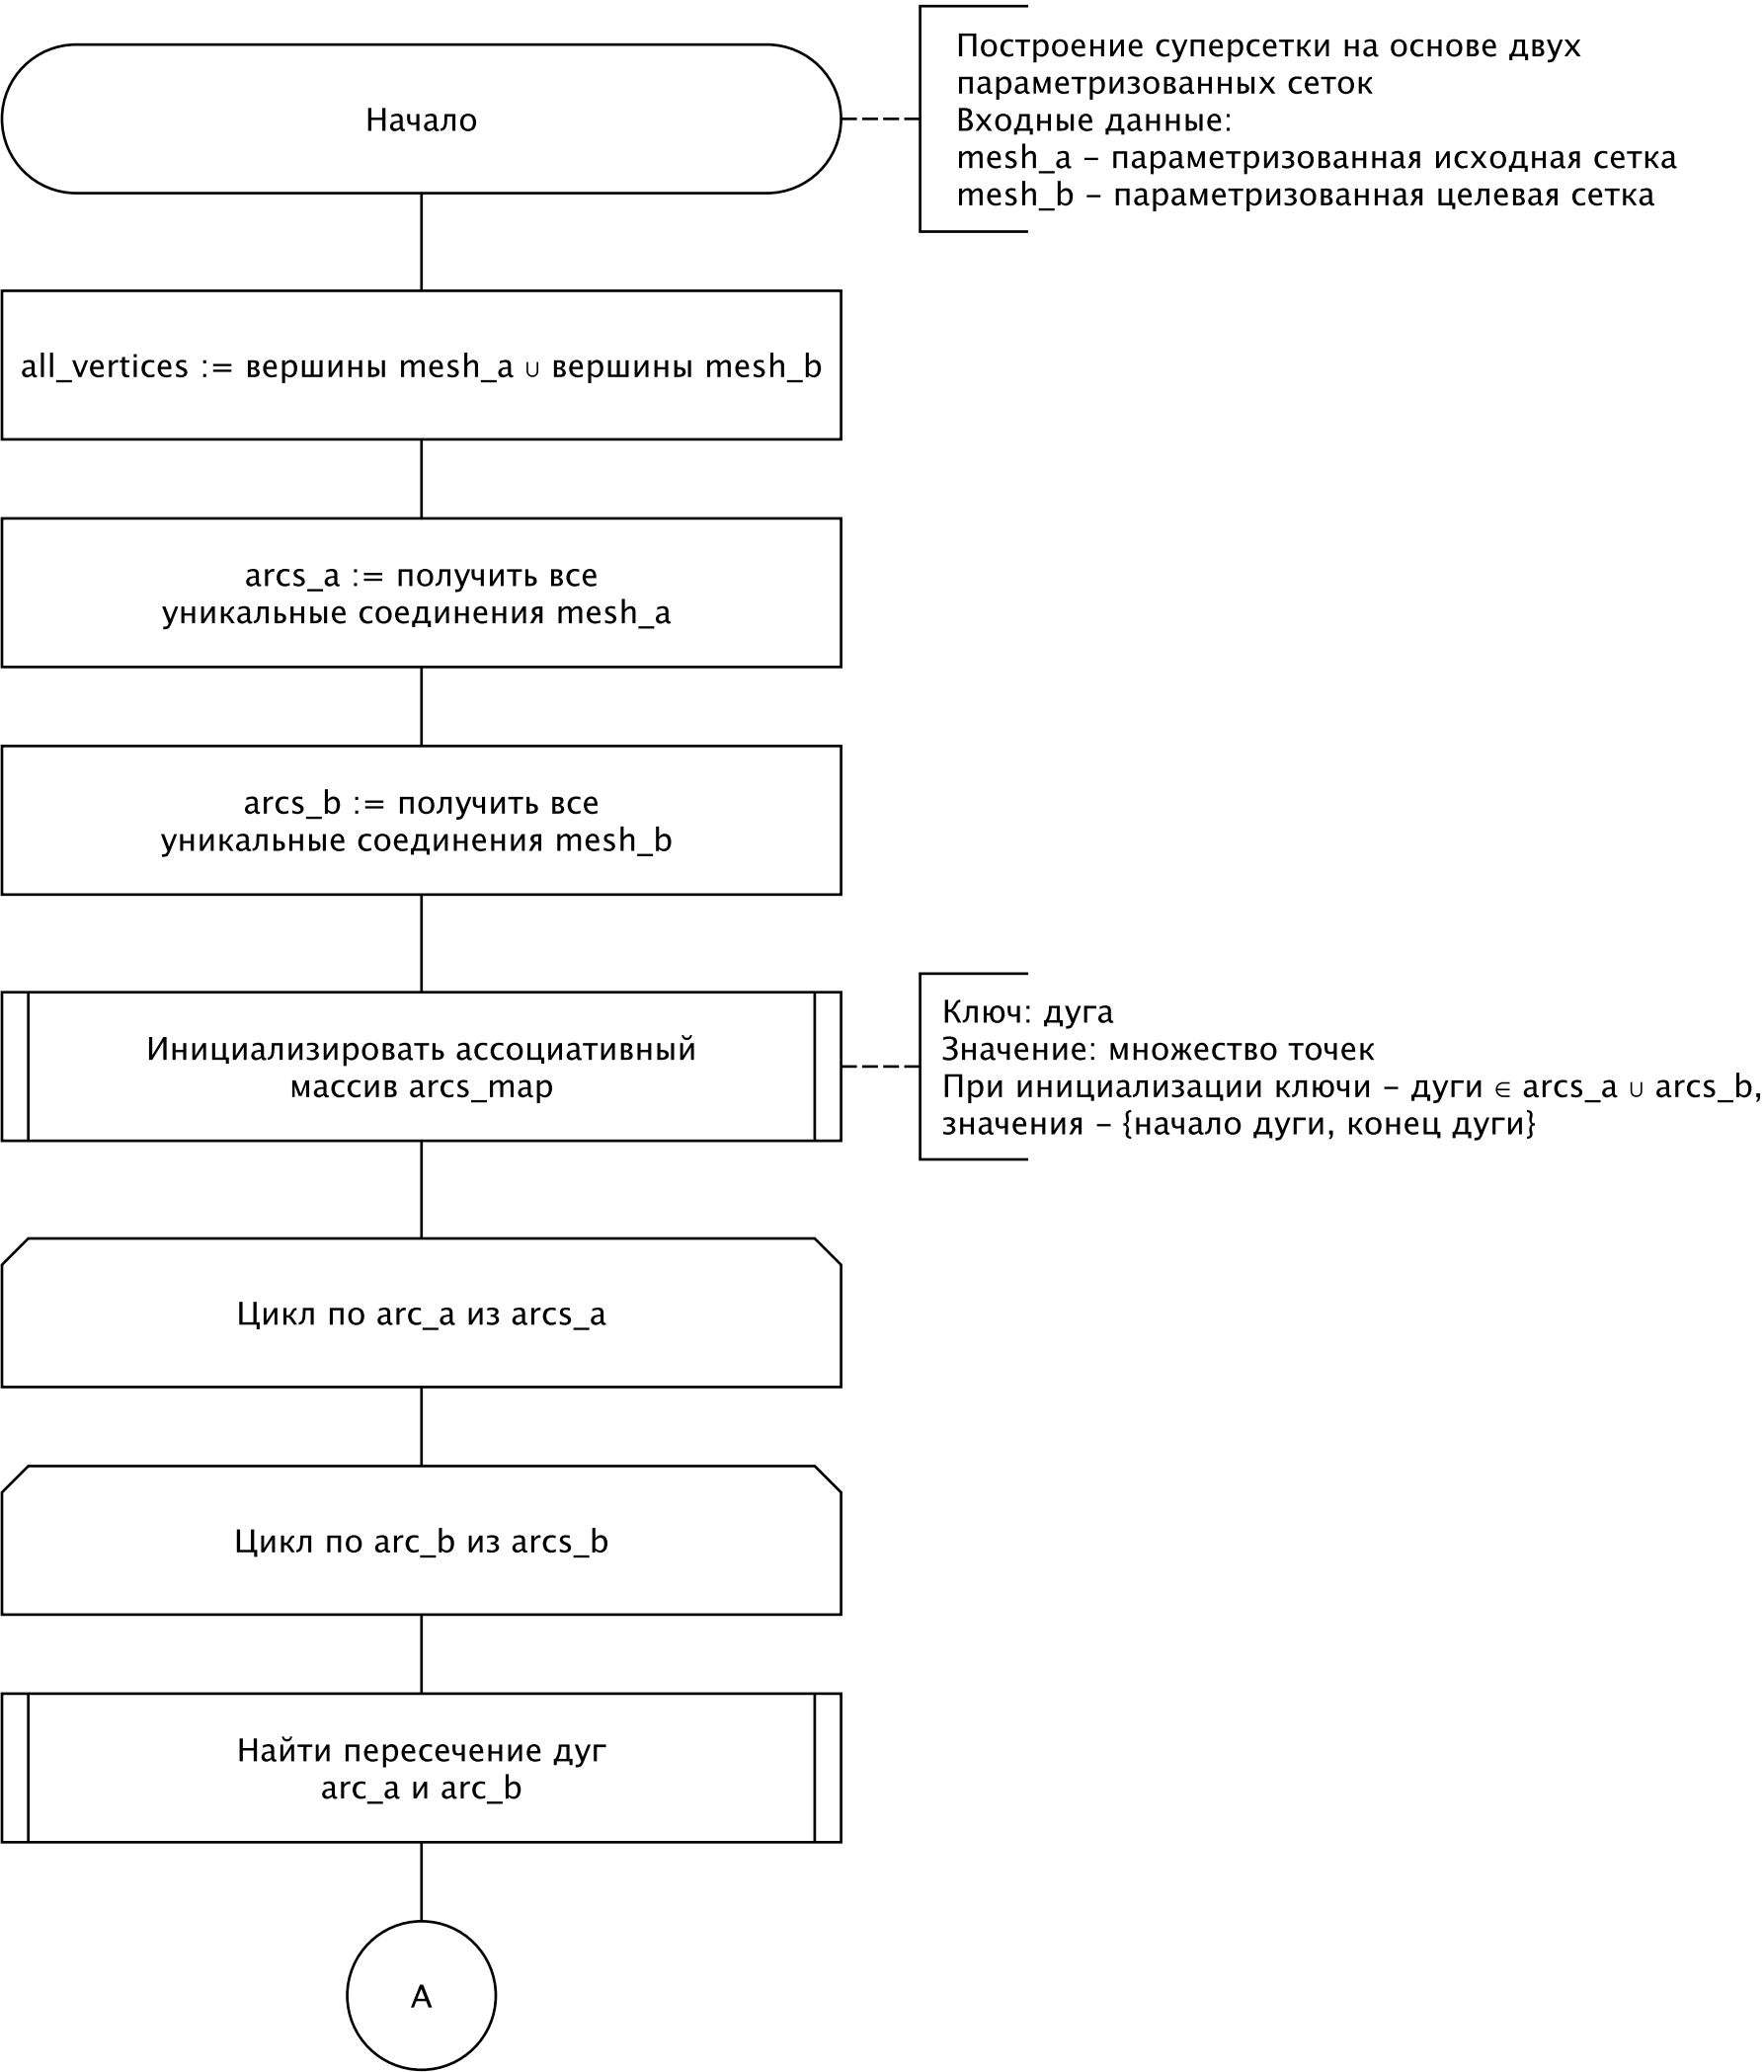 Начало
Построение суперсетки на основе двух
параметризованных сеток
Входные данные:
mesh_a – параметризованная исходная сетка
mesh_b – параметризованная целевая сетка
all_vertices := вершины mesh_a ∪ вершины mesh_b
arcs_a := получить все
уникальные соединения mesh_a
arcs_b := получить все
уникальные соединения mesh_b
Инициализировать ассоциативный
массив arcs_map
Ключ: дуга
Значение: множество точек
При инициализации ключи – дуги ∈ arcs_a ∪ arcs_b,
значения – {начало дуги, конец дуги}
Цикл по arc_a из arcs_a
Цикл по arc_b из arcs_b
Найти пересечение дуг
arc_a и arc_b
А